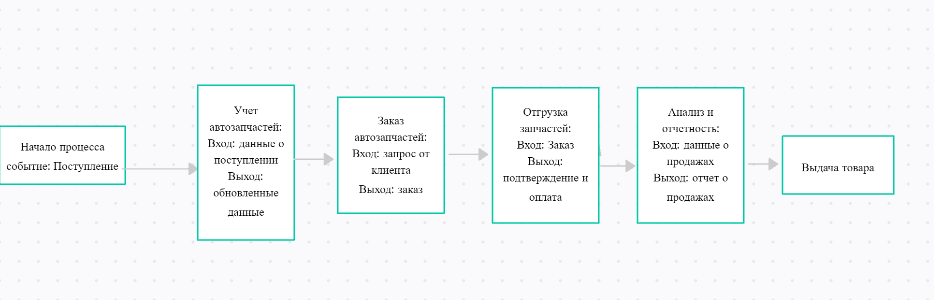 Начало процесса
событие: Поступление
Учет
автозапчастей:
Вход: данные о
поступлении
Выход:
обновленные
данные
Заказ
автозапчастей:
Вход: запрос от
клиента
Выход: заказ
Отгрузка
запчастей:
Вход: Заказ
Выход:
подтверждение и
оплата
Анализ и
отчетность:
Вход: данные о
продажах
Выход: отчет о
продажах
Выдача товара